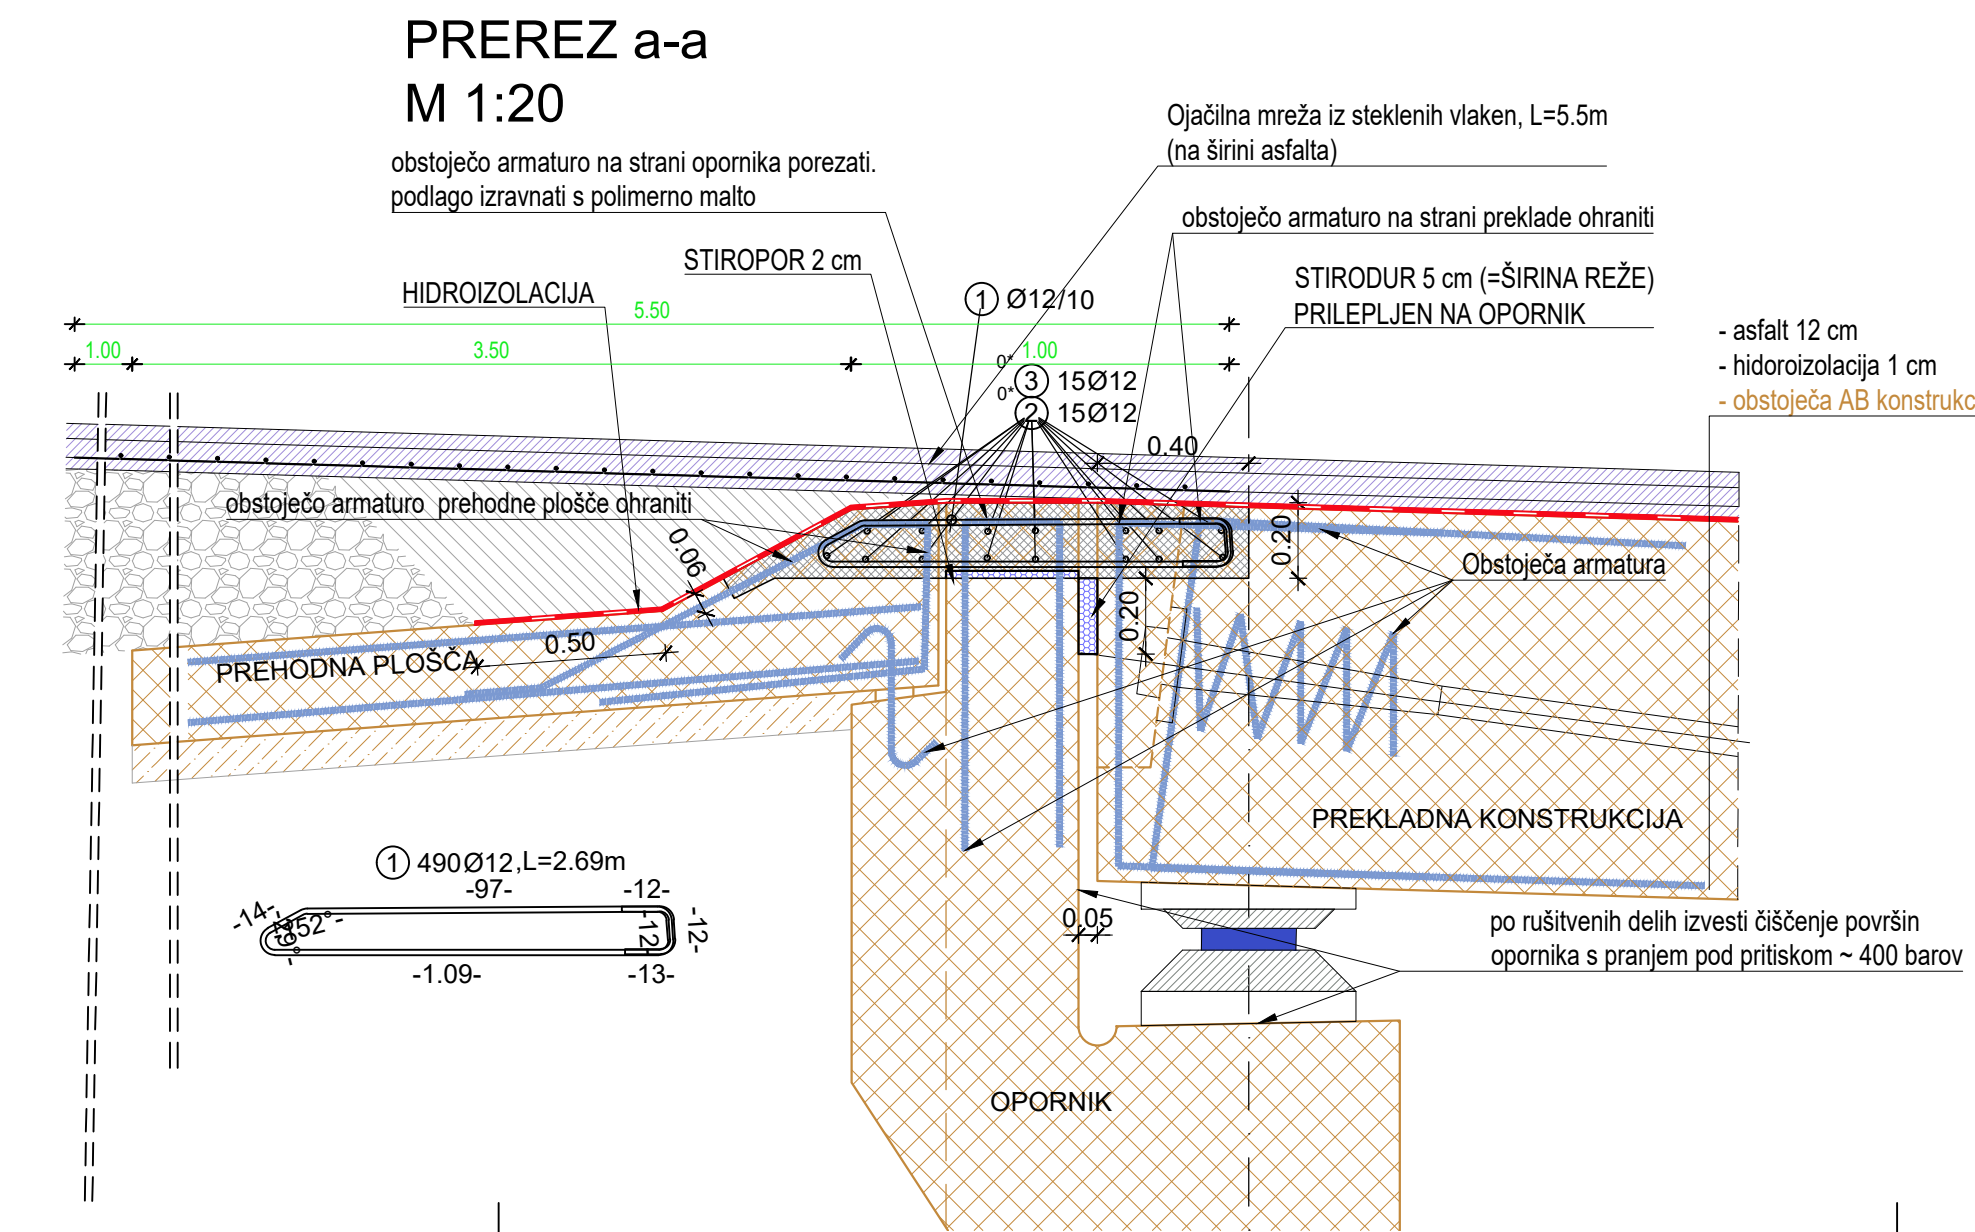 PREREZ a-a
M 1:20
obstoječo armaturo na strani opornika porezati.
podlago izravnati s polimerno malto
Ojačilna mreža iz steklenih vlaken, L=5.5m
(na širini asfalta)
obstoječo armaturo na strani preklade ohraniti
STIROPOR 2 cm
STIRODUR 5 cm (=ŠIRINA REŽE)
PRILEPLJEN NA OPORNIK
HIDROIZOLACIJA
1 Ø12/10
5.50
1.00
3.50
1.00
0*
3 15Ø12
0*
2 15Ø12
- asfalt 12 cm
- hidoroizolacija 1 cm
- obstoječa AB konstrukc
0.40
obstoječo armaturo prehodne plošče ohraniti
0.06
0.20
Obstoječa armatura
0.20
0.50
PREHODNA PLOŠČA
PREKLADNA KONSTRUKCIJA
1 490Ø12, L=2.69m
-97-
-12-
-14-
152°-
-12-
-12-
-1.09-
-13-
0.05
po rušitvenih delih izvesti čiščenje površin
opornika s pranjem pod pritiskom ~ 400 barov
OPORNIK